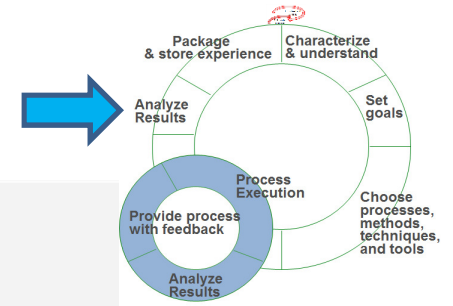 Package
& store experience
Characterize
& understand
Analyze
Results
Set
goals
Process
Execution
Choose
processes,
methods,
techniques,
and tools
Provide process
with feedback
Analyze
Results